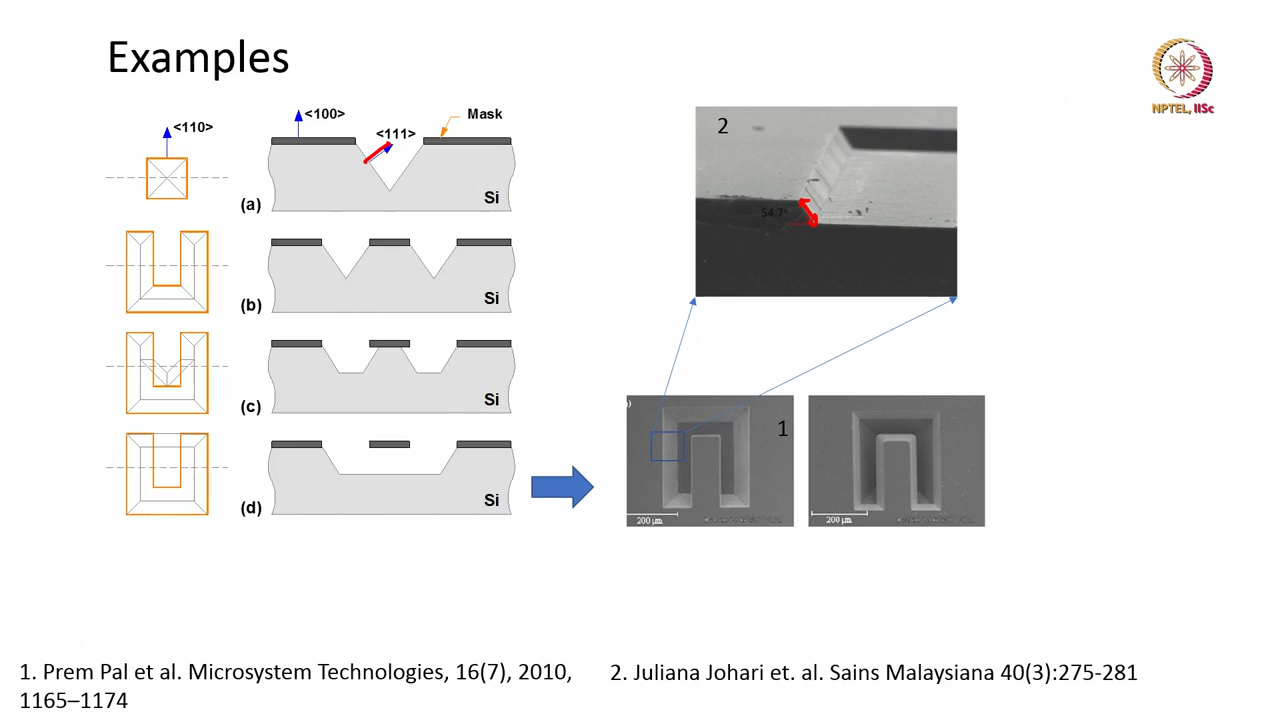 Examples
NPTEL, IISc
<110>
<100>
<111>
Mask
Si
(a)
Si
(b)
Si
(c)
Si
(d)
2
54.7°
1
200 µm
200 µm
1. Prem Pal et al. Microsystem Technologies, 16(7), 2010,
1165–1174
2. Juliana Johari et. al. Sains Malaysiana 40(3):275-281